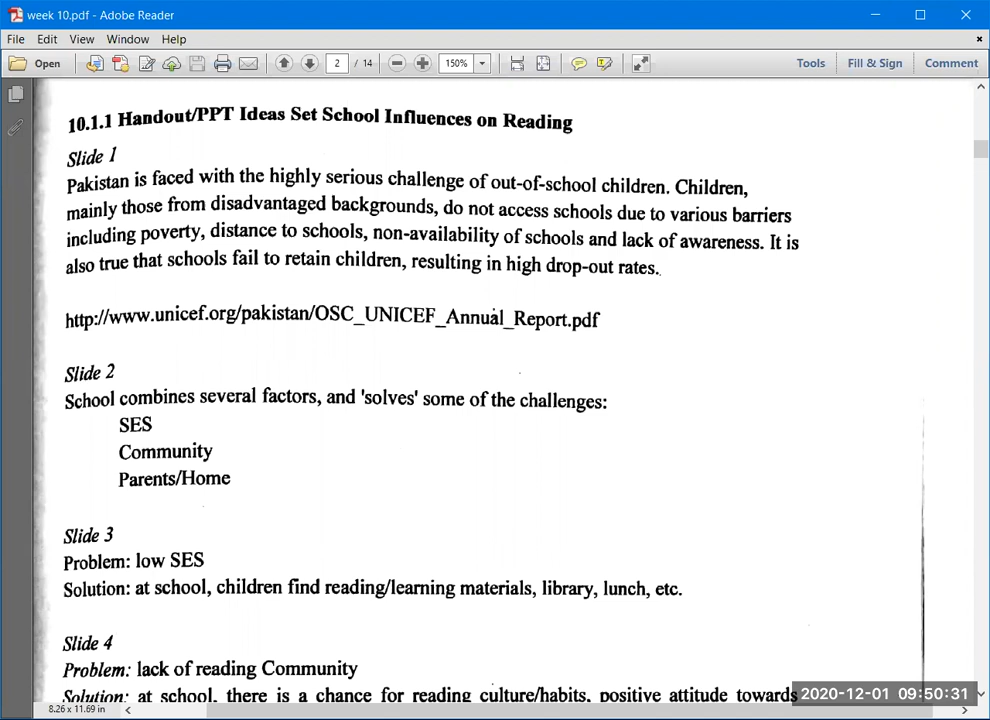 week 10.pdf - Adobe Reader
File Edit View Window Help
Open 2 / 14 150% Tools Fill & Sign Comment
10.1.1 Handout/PPT Ideas Set School Influences on Reading
Slide 1
Pakistan is faced with the highly serious challenge of out-of-school children. Children,
mainly those from disadvantaged backgrounds, do not access schools due to various barriers
including poverty, distance to schools, non-availability of schools and lack of awareness. It is
also true that schools fail to retain children, resulting in high drop-out rates.
http://www.unicef.org/pakistan/OSC_UNICEF_Annual_Report.pdf
Slide 2
School combines several factors, and 'solves' some of the challenges:
SES
Community
Parents/Home
Slide 3
Problem: low SES
Solution: at school, children find reading/learning materials, library, lunch, etc.
Slide 4
Problem: lack of reading Community
Solution: at school, there is a chance for reading culture/habits, positive attitude towards
2020-12-01 09:50:31
8.26 x 11.69 in